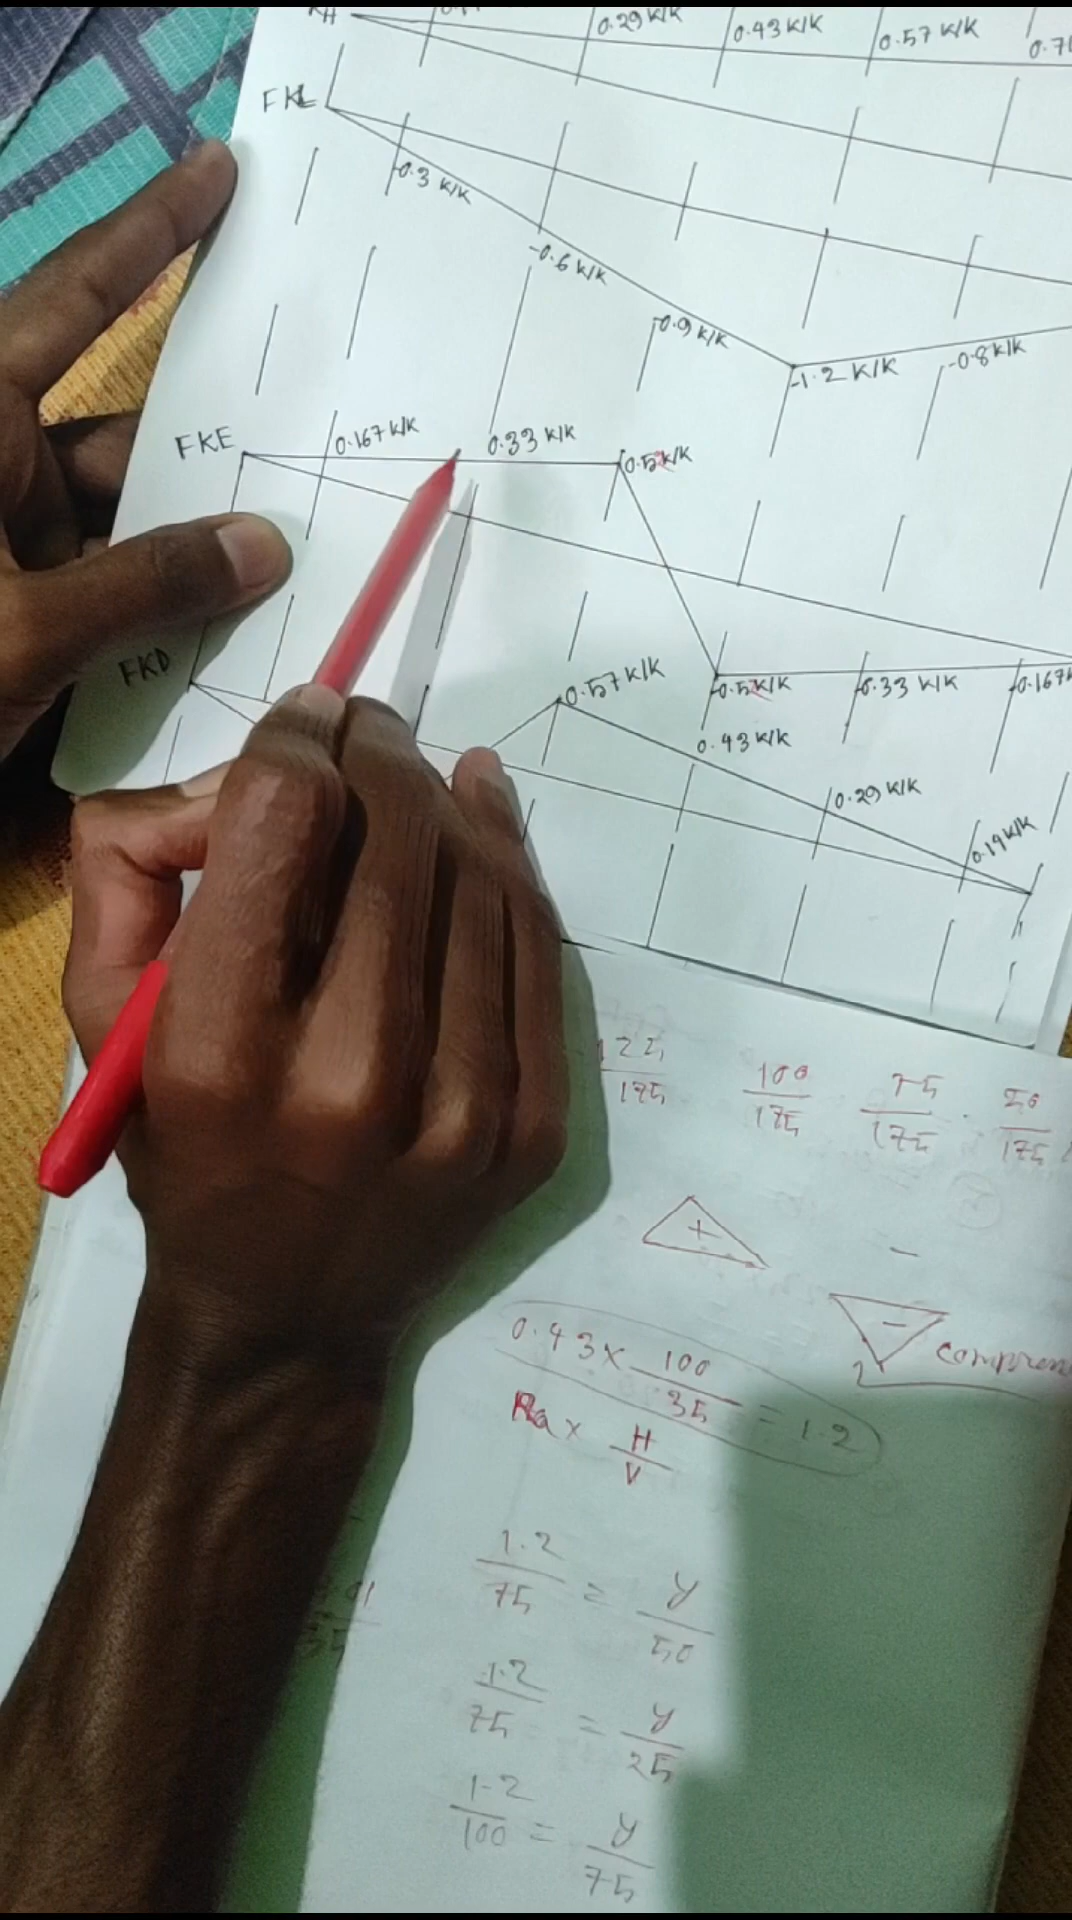 0.29 k/k
0.43 k/k
0.57 k/k
FKL
-0.3 k/k
-0.6 k/k
-0.9 k/k
-1.2 k/k
-0.8 k/k
FKE
0.167 k/k
0.33 k/k
0.5 k/k
-0.5 k/k
-0.33 k/k
FKD
0.57 k/k
0.43 k/k
0.29 k/k
0.14 k/k
125/175 100/175 75/175 50/175
+
-
-
0.43 x 100/35 = 1.2
Ra x H/V
1.2/75 = y/50
1.2/75 = y/25
1.2/100 = y/75